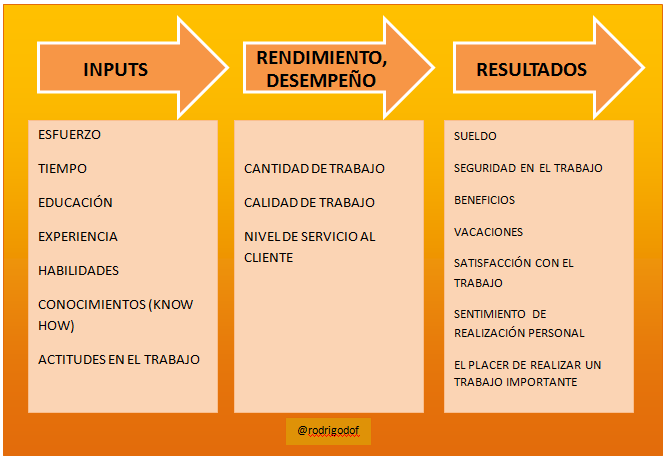 INPUTS
ESFUERZO
TIEMPO
EDUCACIÓN
EXPERIENCIA
HABILIDADES
CONOCIMIENTOS (KNOW
HOW)
ACTITUDES EN EL TRABAJO
RENDIMIENTO,
DESEMPEÑO
CANTIDAD DE TRABAJO
CALIDAD DE TRABAJO
NIVEL DE SERVICIO AL
CLIENTE
RESULTADOS
SUELDO
SEGURIDAD EN EL TRABAJO
BENEFICIOS
VACACIONES
SATISFACCIÓN CON EL
TRABAJO
SENTIMIENTO DE
REALIZACIÓN PERSONAL
EL PLACER DE REALIZAR UN
TRABAJO IMPORTANTE
@rodrigodof